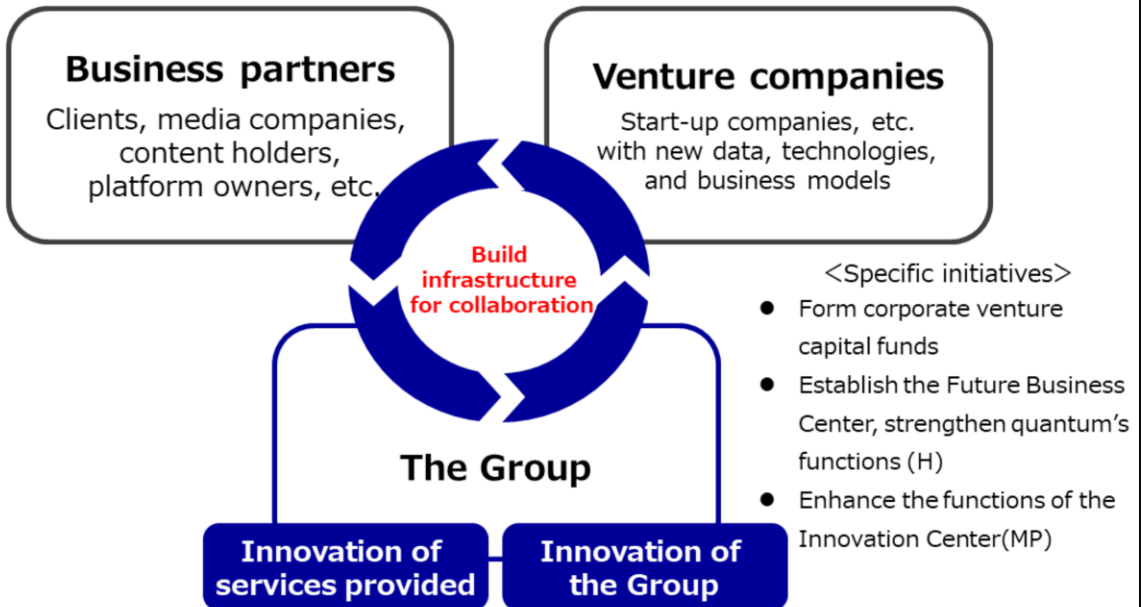 Business partners
Clients, media companies,
content holders,
platform owners, etc.
Venture companies
Start-up companies, etc.
with new data, technologies,
and business models
Build
infrastructure
for collaboration
The Group
Innovation of
services provided
Innovation of
the Group
<Specific initiatives>
● Form corporate venture
capital funds
● Establish the Future Business
Center, strengthen quantum's
functions (H)
● Enhance the functions of the
Innovation Center(MP)